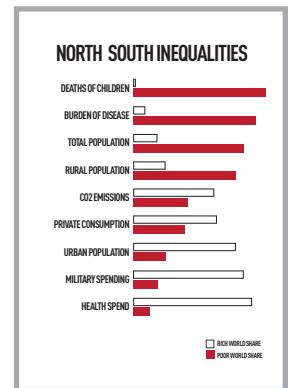 NORTH SOUTH INEQUALITIES
DEATHS OF CHILDREN
BURDEN OF DISEASE
TOTAL POPULATION
RURAL POPULATION
CO2 EMISSIONS
PRIVATE CONSUMPTION
URBAN POPULATION
MILITARY SPENDING
HEALTH SPEND
RICH WORLD SHARE
POOR WORLD SHARE